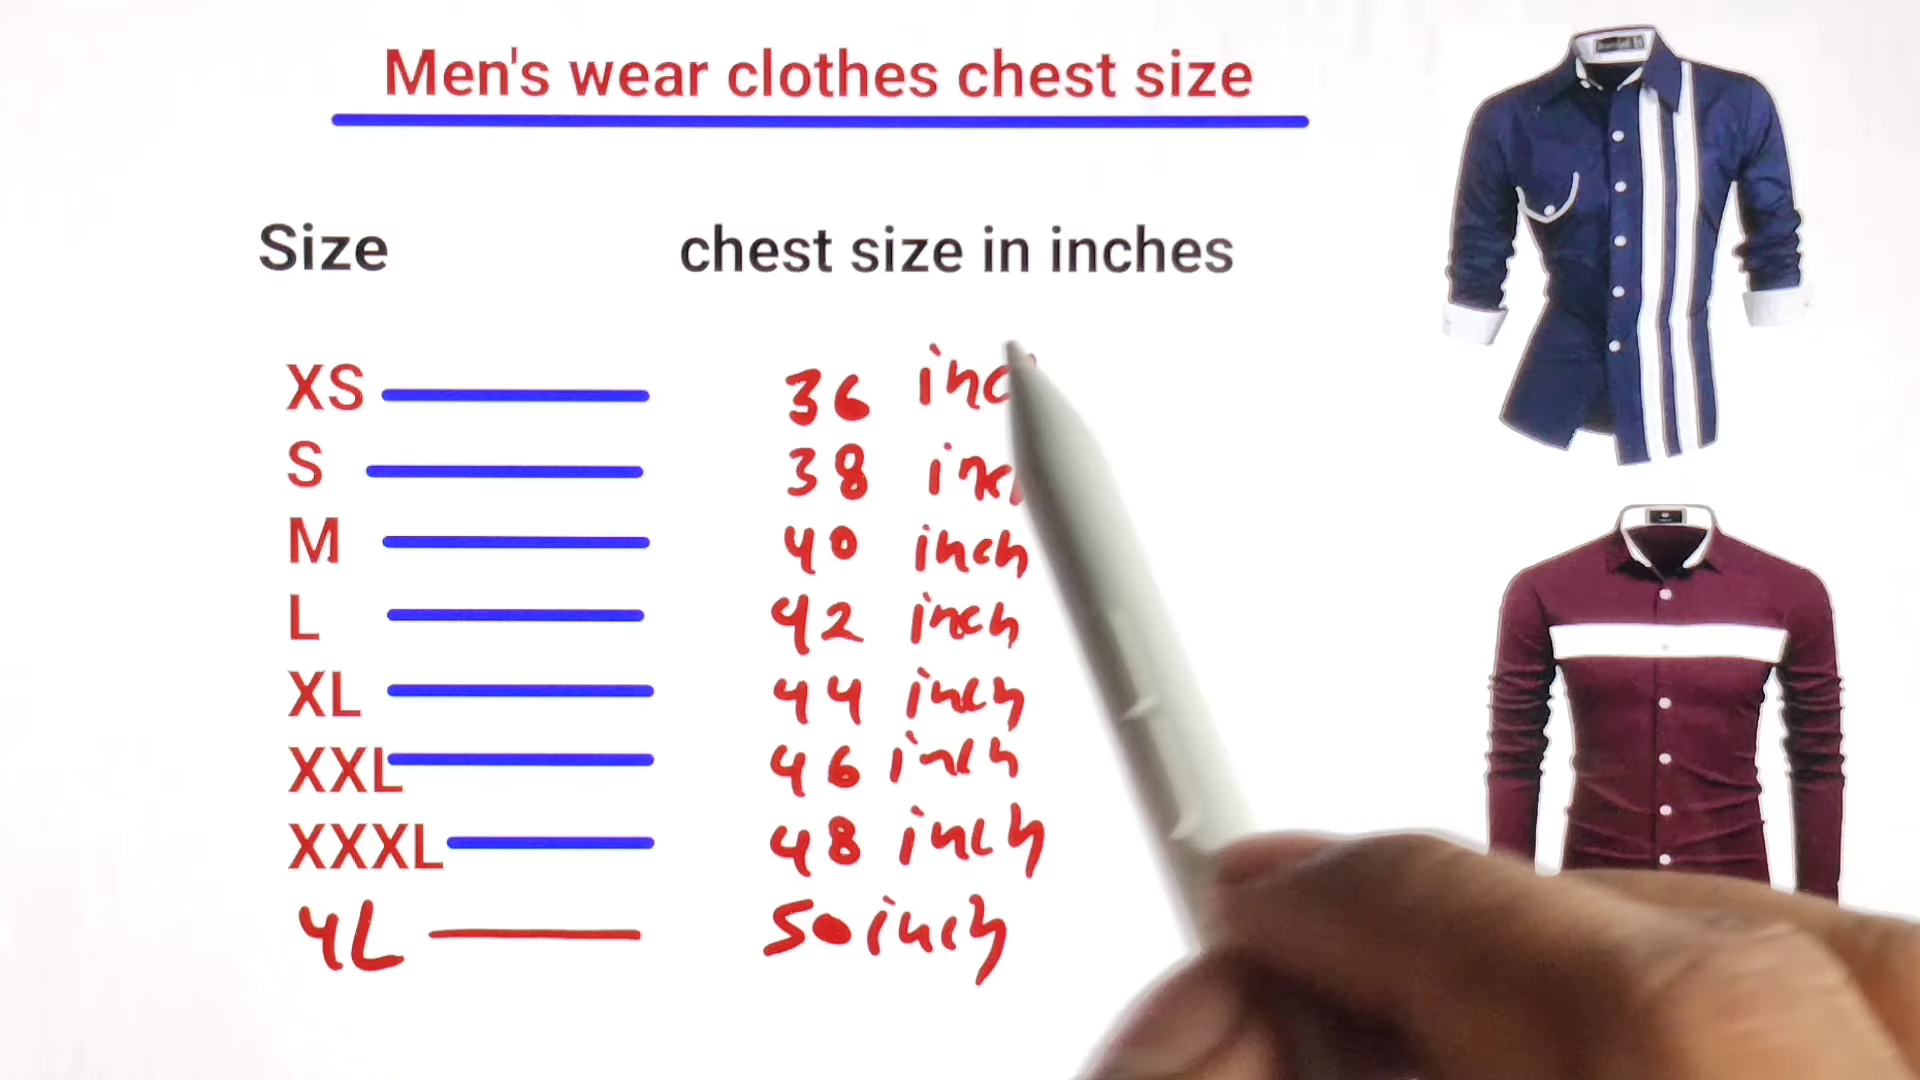 Men's wear clothes chest size
Size chest size in inches
XS 36
S 38
M 40 inch
L 42 inch
XL 44 inch
XXL 46 inch
XXXL 48 inch
4L 50 inch